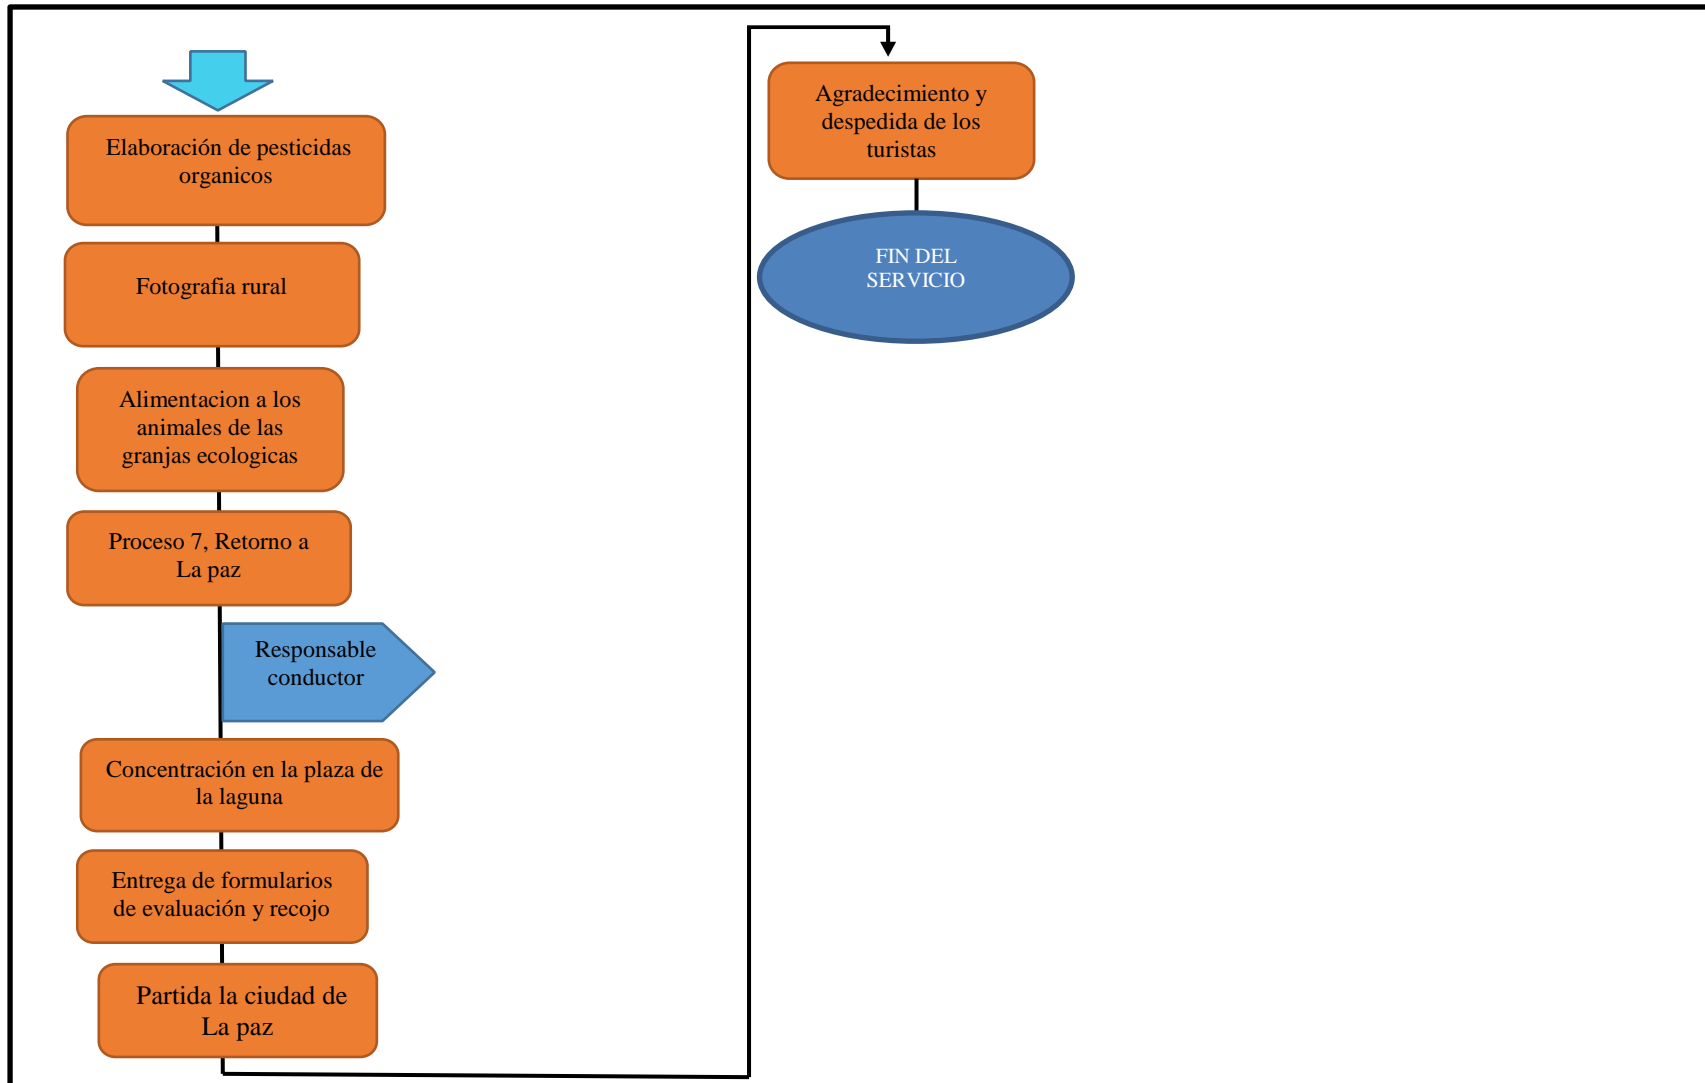 Elaboración de pesticidas
organicos
Fotografia rural
Alimentacion a los
animales de las
granjas ecologicas
Proceso 7, Retorno a
La paz
Responsable
conductor
Concentración en la plaza de
la laguna
Entrega de formularios
de evaluación y recojo
Partida la ciudad de
La paz
Agradecimiento y
despedida de los
turistas
FIN DEL
SERVICIO